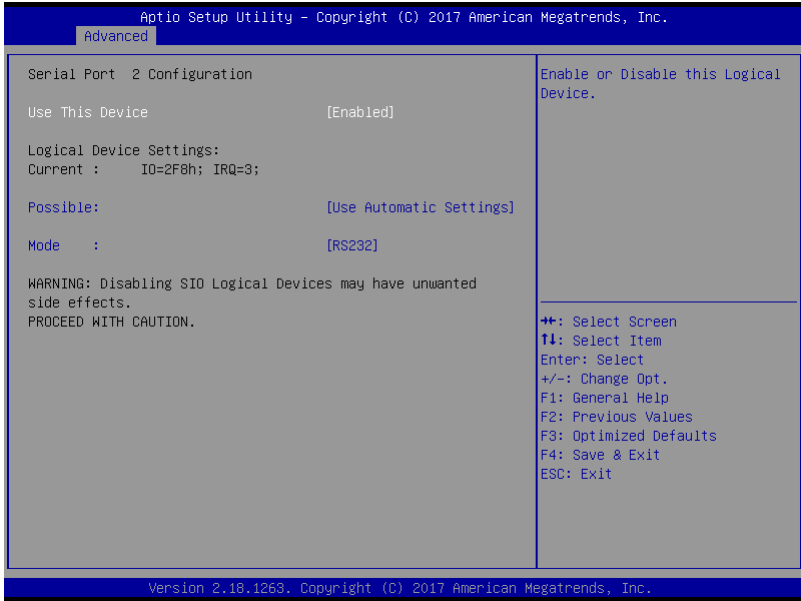 Aptio Setup Utility – Copyright (C) 2017 American Megatrends, Inc.
Advanced
Serial Port 2 Configuration
Use This Device [Enabled]
Logical Device Settings:
Current : IO=2F8h; IRQ=3;
Possible: [Use Automatic Settings]
Mode : [RS232]
WARNING: Disabling SIO Logical Devices may have unwanted
side effects.
PROCEED WITH CAUTION.
Enable or Disable this Logical
Device.
→←: Select Screen
↑↓: Select Item
Enter: Select
+/-: Change Opt.
F1: General Help
F2: Previous Values
F3: Optimized Defaults
F4: Save & Exit
ESC: Exit
Version 2.18.1263. Copyright (C) 2017 American Megatrends, Inc.